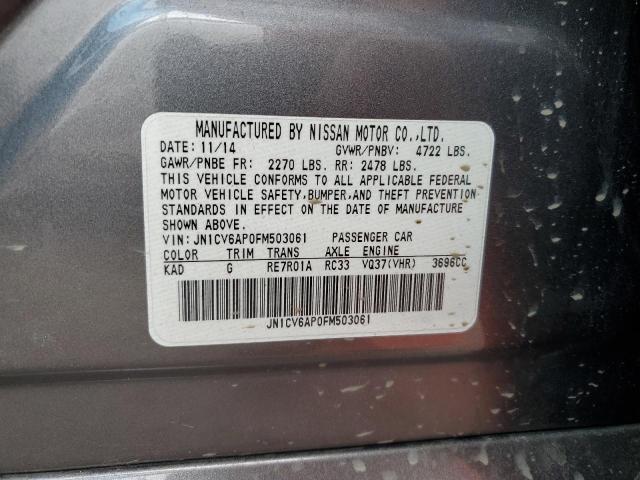 MANUFACTURED BY NISSAN MOTOR CO.,LTD.
DATE: 11/14 GVWR/PNBV: 4722 LBS.
GAWR/PNBE FR: 2270 LBS. RR: 2478 LBS.
THIS VEHICLE CONFORMS TO ALL APPLICABLE FEDERAL
MOTOR VEHICLE SAFETY,BUMPER,AND THEFT PREVENTION
STANDARDS IN EFFECT ON THE DATE OF MANUFACTURE
SHOWN ABOVE.
VIN: JN1CV6AP0FM503061 PASSENGER CAR
COLOR TRIM TRANS AXLE ENGINE
KAD G RE7R01A RC33 VQ37(VHR) 3696CC
JN1CV6AP0FM503061